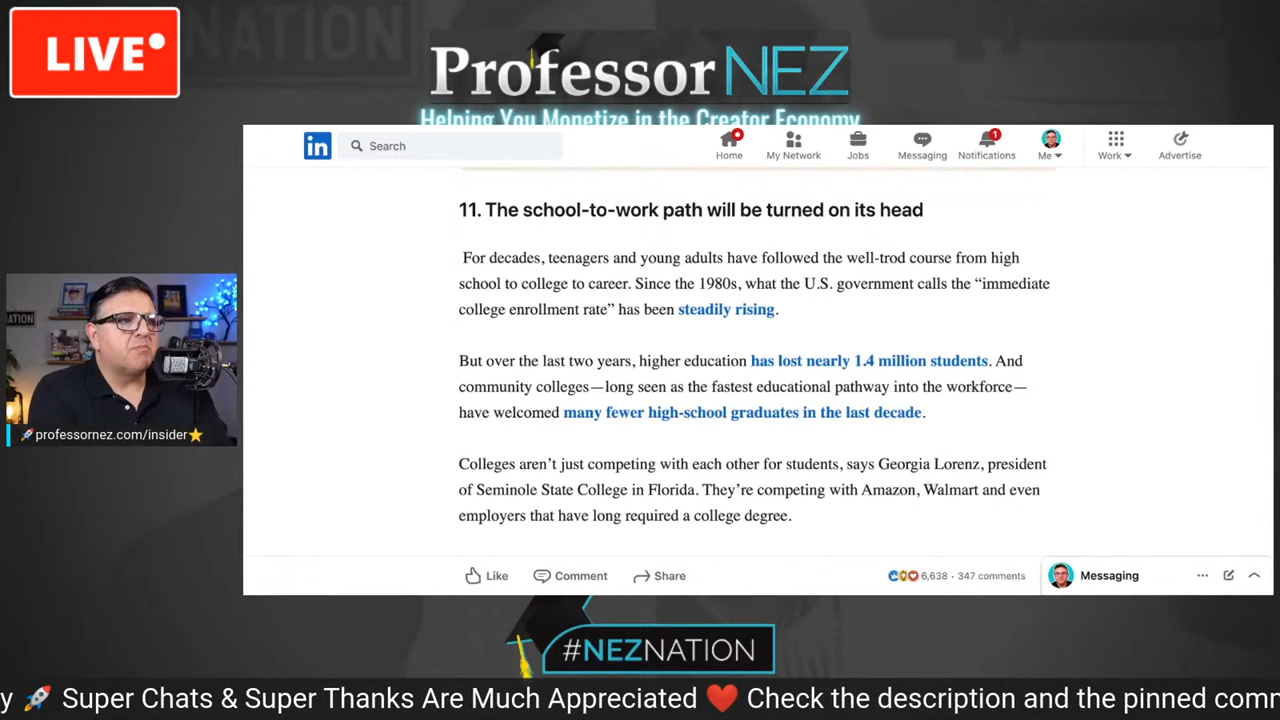 LIVE
NATION
Professor NEZ
Helping You Monetize in the Creator Economy
in
Search
Home
My Network
Jobs
Messaging
1
Notifications
Me
Work
Advertise
11. The school-to-work path will be turned on its head
For decades, teenagers and young adults have followed the well-trod course from high
school to college to career. Since the 1980s, what the U.S. government calls the “immediate
college enrollment rate” has been steadily rising.
But over the last two years, higher education has lost nearly 1.4 million students. And
community colleges—long seen as the fastest educational pathway into the workforce—
have welcomed many fewer high-school graduates in the last decade.
Colleges aren’t just competing with each other for students, says Georgia Lorenz, president
of Seminole State College in Florida. They’re competing with Amazon, Walmart and even
employers that have long required a college degree.
Like
Comment
Share
6,638 · 347 comments
Messaging
NATION
🚀professornez.com/insider⭐
#NEZNATION
y 🚀 Super Chats & Super Thanks Are Much Appreciated ❤️ Check the description and the pinned comm